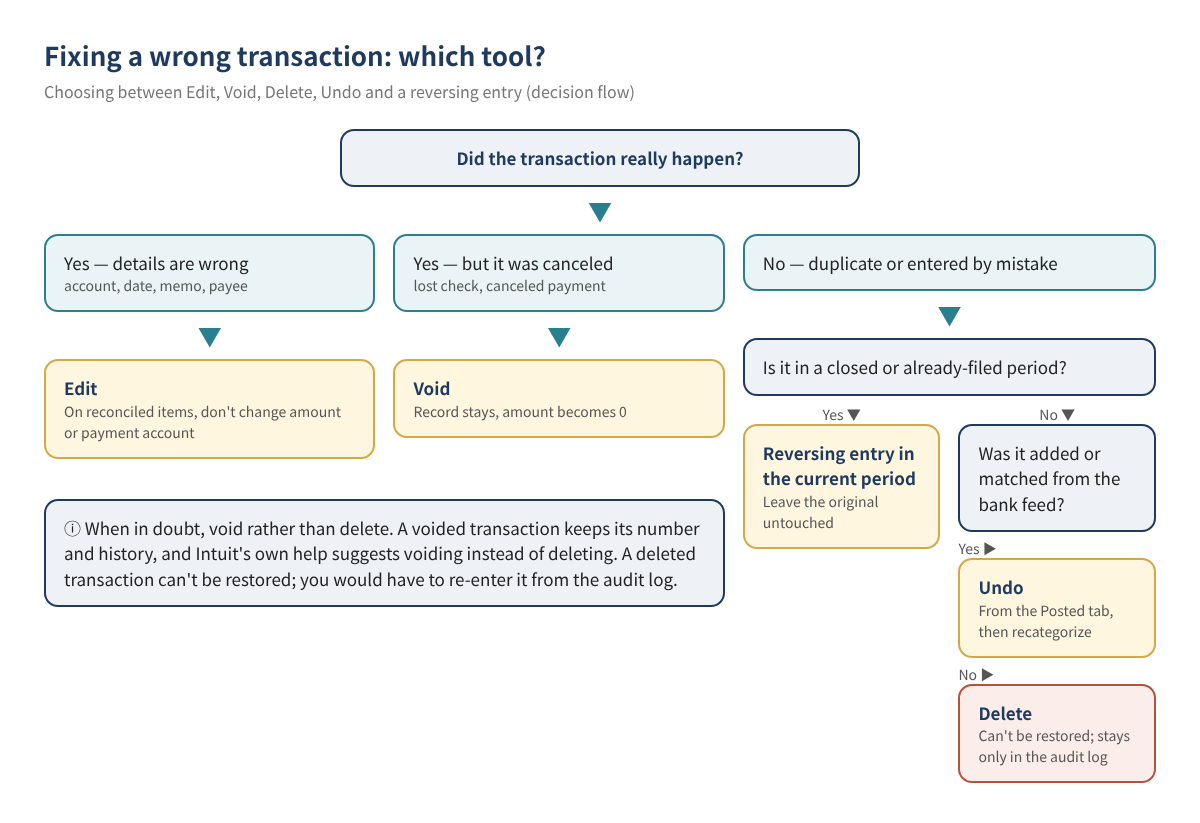 Fixing a wrong transaction: which tool?
Choosing between Edit, Void, Delete, Undo and a reversing entry (decision flow)
Did the transaction really happen?
Yes — details are wrong
account, date, memo, payee
Edit
On reconciled items, don't change amount
or payment account
Yes — but it was canceled
lost check, canceled payment
Void
Record stays, amount becomes 0
ⓘ When in doubt, void rather than delete. A voided transaction keeps its number
and history, and Intuit's own help suggests voiding instead of deleting. A deleted
transaction can't be restored; you would have to re-enter it from the audit log.
No — duplicate or entered by mistake
Is it in a closed or already-filed period?
Yes ▼
Reversing entry in
the current period
Leave the original
untouched
No ▼
Was it added or
matched from the
bank feed?
Yes ▶
Undo
From the Posted tab,
then recategorize
No ▶
Delete
Can't be restored; stays
only in the audit log